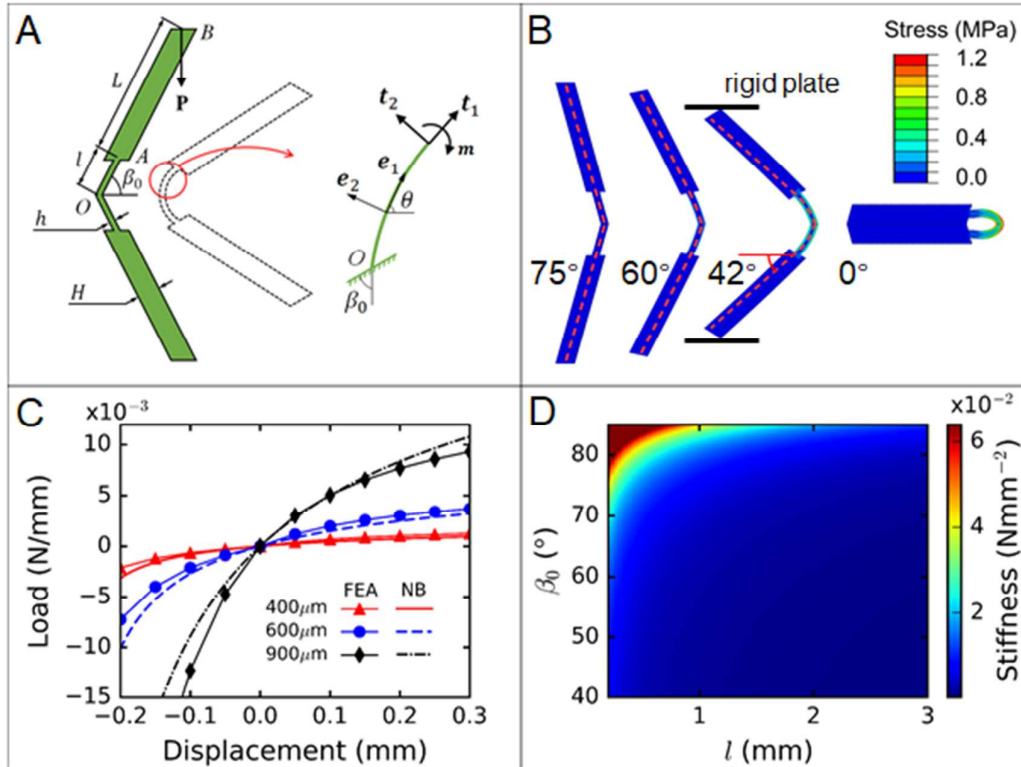 A
B
L
P
l
A
β₀
O
h
H
t₂
t₁
m
e₁
e₂
θ
O
β₀
B
Stress (MPa)
1.2
0.8
0.4
0.0
rigid plate
75°
60°
42°
0°
C
×10⁻³
10
5
0
−5
−10
−15
Load (N/mm)
FEA NB
400μm
600μm
900μm
−0.2 −0.1 0.0 0.1 0.2 0.3
Displacement (mm)
D
90
80
70
60
50
40
β₀ (°)
1 2 3
l (mm)
×10⁻²
6
4
2
Stiffness (Nmm⁻²)